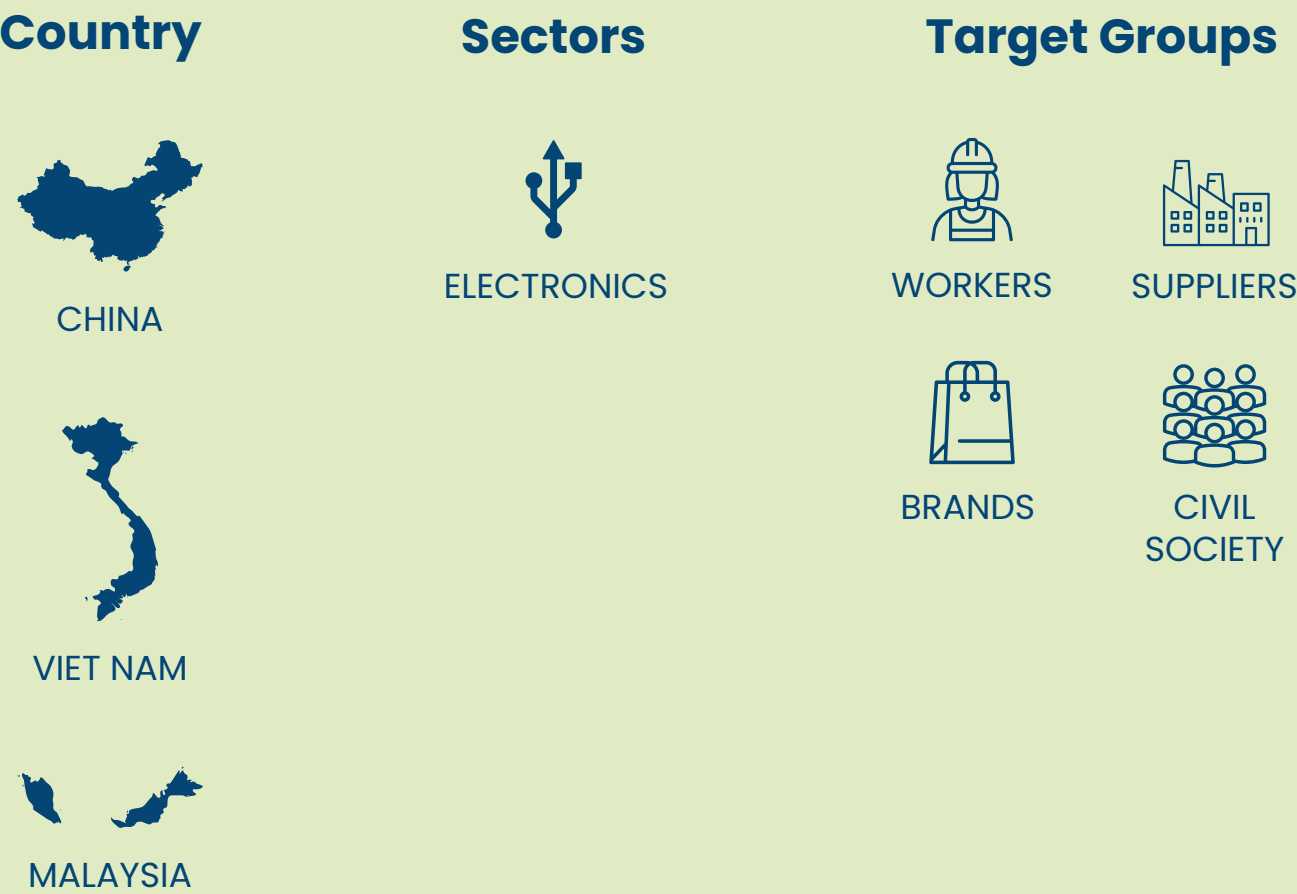 Country
CHINA
VIET NAM
MALAYSIA
Sectors
ELECTRONICS
Target Groups
WORKERS
SUPPLIERS
BRANDS
CIVIL
SOCIETY